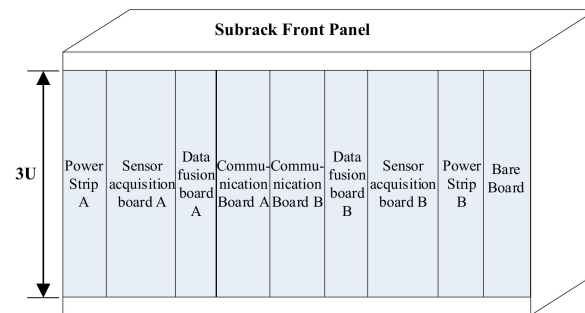 Subrack Front Panel
3U
Power
Strip
A
Sensor
acquisition
board A
Data
fusion
board
A
Commu-
nication
Board A
Commu-
nication
Board B
Data
fusion
board
B
Sensor
acquisition
board B
Power
Strip
B
Bare
Board